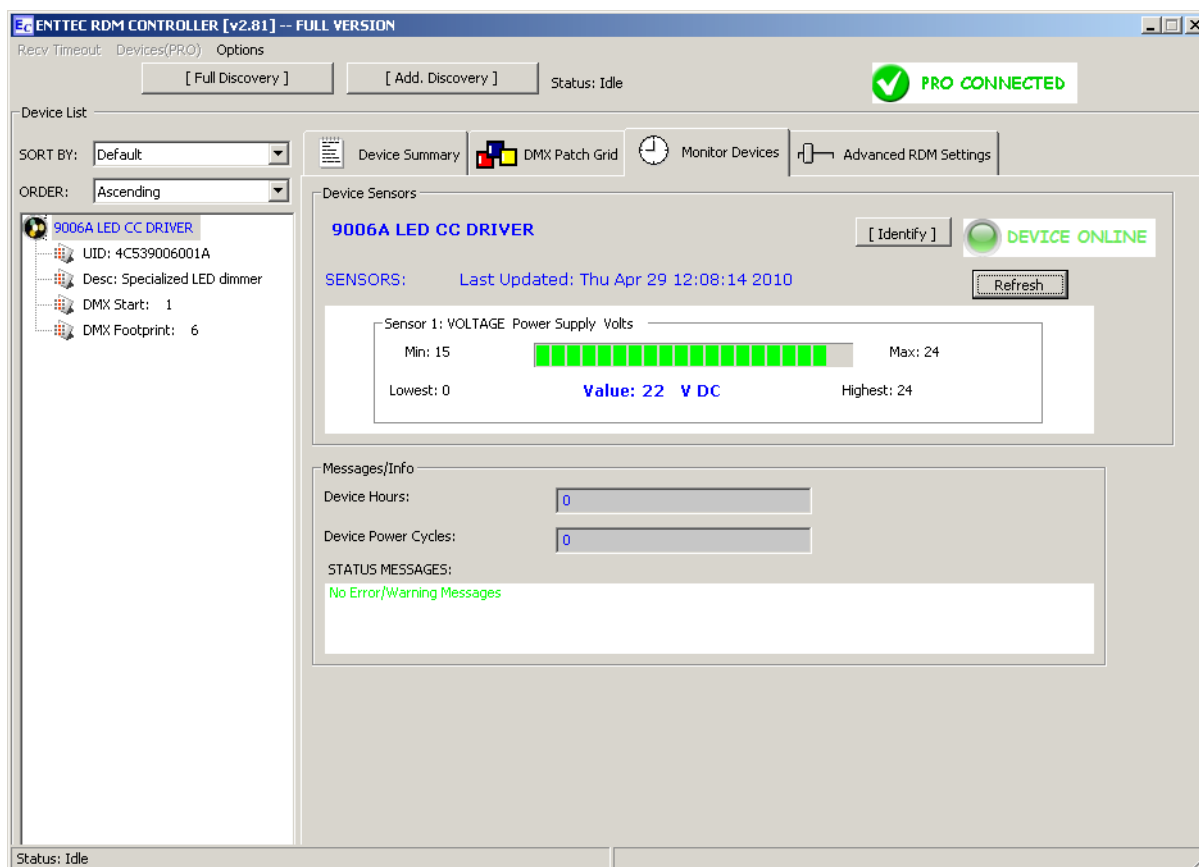 Ec ENTTEC RDM CONTROLLER [v2.81] -- FULL VERSION
Recv Timeout Devices(PRO) Options
[ Full Discovery ] [ Add. Discovery ] Status: Idle PRO CONNECTED
Device List
SORT BY: Default
ORDER: Ascending
9006A LED CC DRIVER
UID: 4C539006001A
Desc: Specialized LED dimmer
DMX Start: 1
DMX Footprint: 6
Device Summary DMX Patch Grid Monitor Devices Advanced RDM Settings
Device Sensors
9006A LED CC DRIVER [ Identify ] DEVICE ONLINE
SENSORS: Last Updated: Thu Apr 29 12:08:14 2010 Refresh
Sensor 1: VOLTAGE Power Supply Volts
Min: 15 Max: 24
Lowest: 0 Value: 22 V DC Highest: 24
Messages/Info
Device Hours: 0
Device Power Cycles: 0
STATUS MESSAGES:
No Error/Warning Messages
Status: Idle